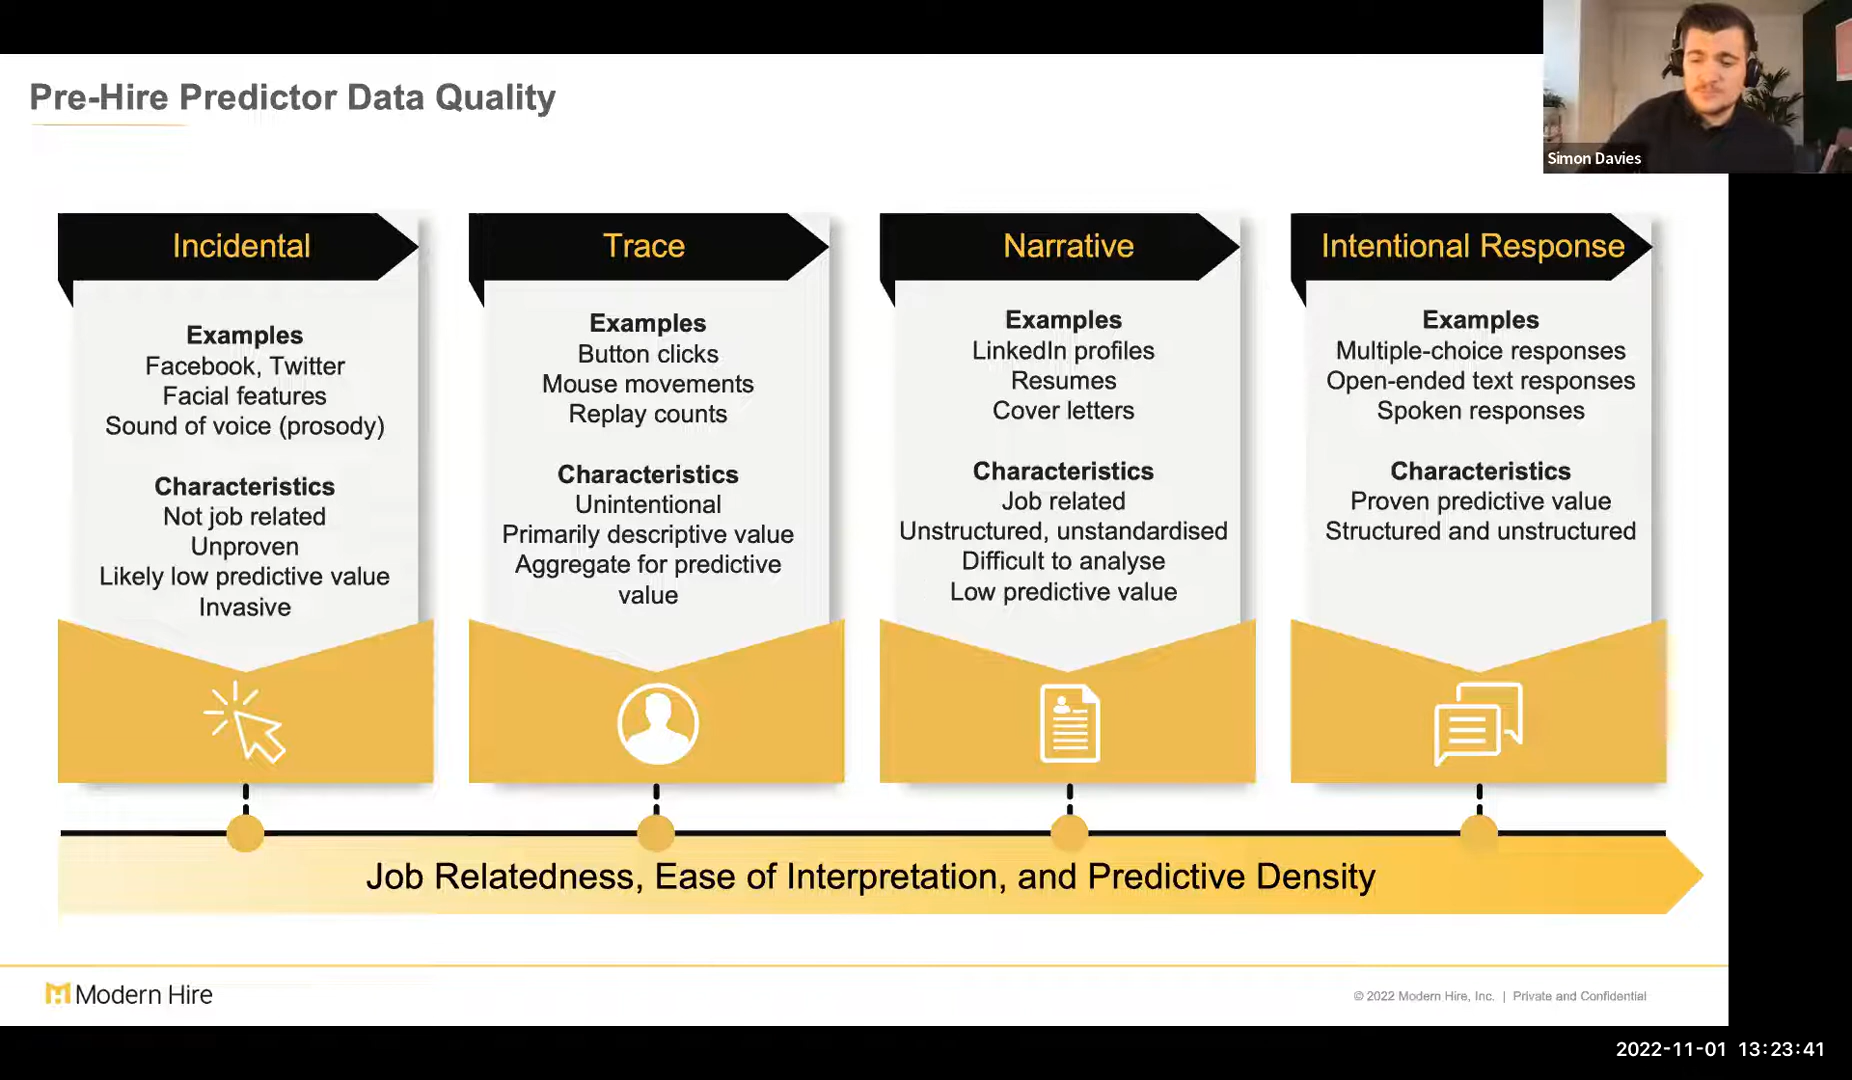 Pre-Hire Predictor Data Quality
Simon Davies
Incidental
Examples
Facebook, Twitter
Facial features
Sound of voice (prosody)
Characteristics
Not job related
Unproven
Likely low predictive value
Invasive
Trace
Examples
Button clicks
Mouse movements
Replay counts
Characteristics
Unintentional
Primarily descriptive value
Aggregate for predictive
value
Narrative
Examples
LinkedIn profiles
Resumes
Cover letters
Characteristics
Job related
Unstructured, unstandardised
Difficult to analyse
Low predictive value
Intentional Response
Examples
Multiple-choice responses
Open-ended text responses
Spoken responses
Characteristics
Proven predictive value
Structured and unstructured
Job Relatedness, Ease of Interpretation, and Predictive Density
Modern Hire
© 2022 Modern Hire, Inc. | Private and Confidential
2022-11-01 13:23:41